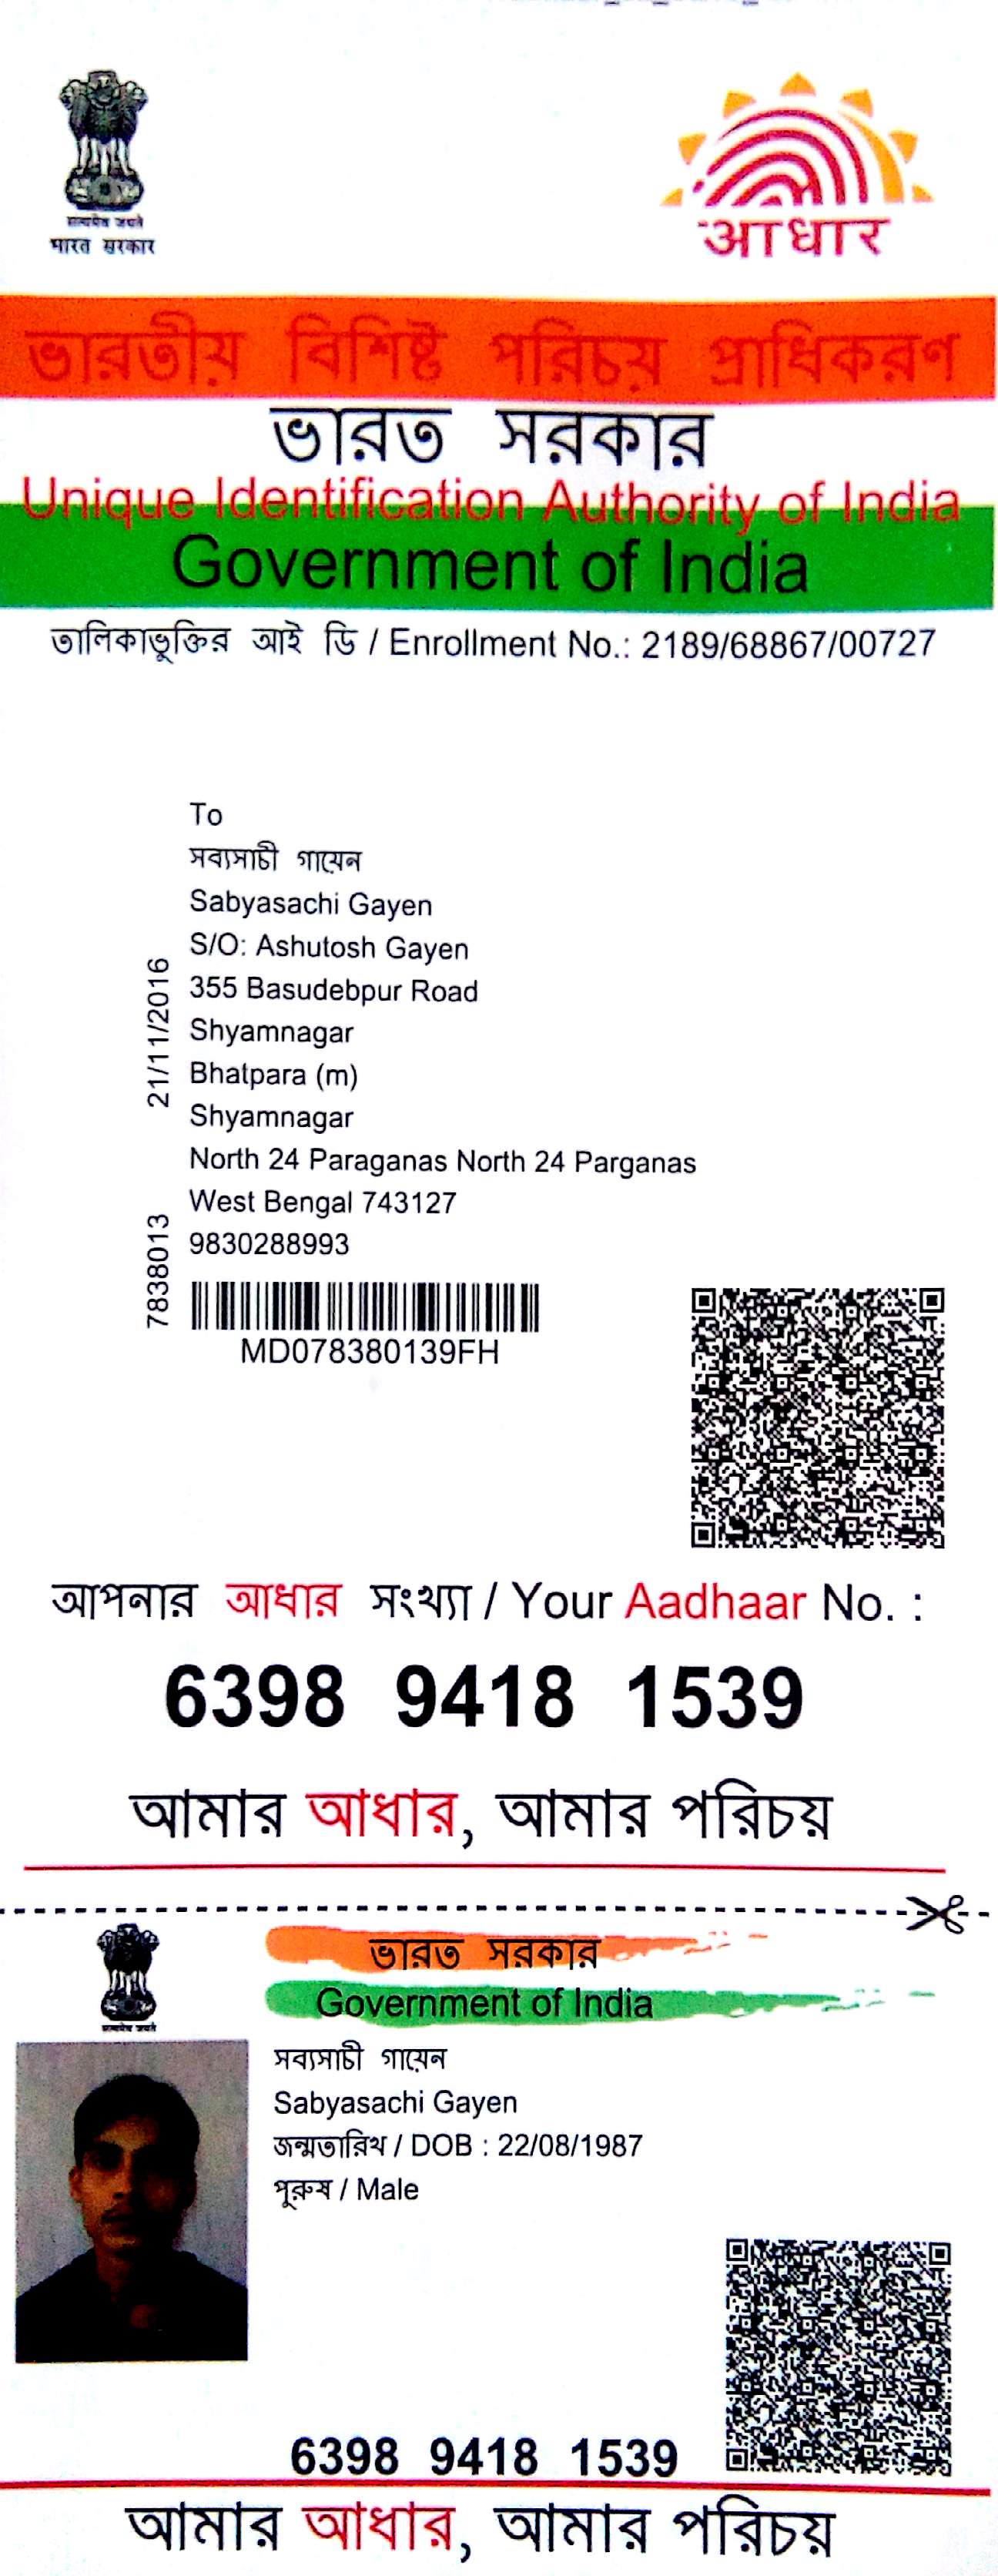 सत्यमेव जयते
भारत सरकार
आधार
ভারতীয় বিশিষ্ট পরিচয় প্রাধিকরণ
ভারত সরকার
Unique Identification Authority of India
Government of India
তালিকাভুক্তির আই ডি / Enrollment No.: 2189/68867/00727
To
সব্যসাচী গায়েন
Sabyasachi Gayen
S/O: Ashutosh Gayen
355 Basudebpur Road
Shyamnagar
Bhatpara (m)
Shyamnagar
North 24 Paraganas North 24 Parganas
West Bengal 743127
9830288993
21/11/2016
7838013
MD078380139FH
আপনার আধার সংখ্যা / Your Aadhaar No. :
6398 9418 1539
আমার আধার, আমার পরিচয়
सत्यमेव जयते
ভারত সরকার
Government of India
সব্যসাচী গায়েন
Sabyasachi Gayen
জন্মতারিখ / DOB : 22/08/1987
পুরুষ / Male
6398 9418 1539
আমার আধার, আমার পরিচয়